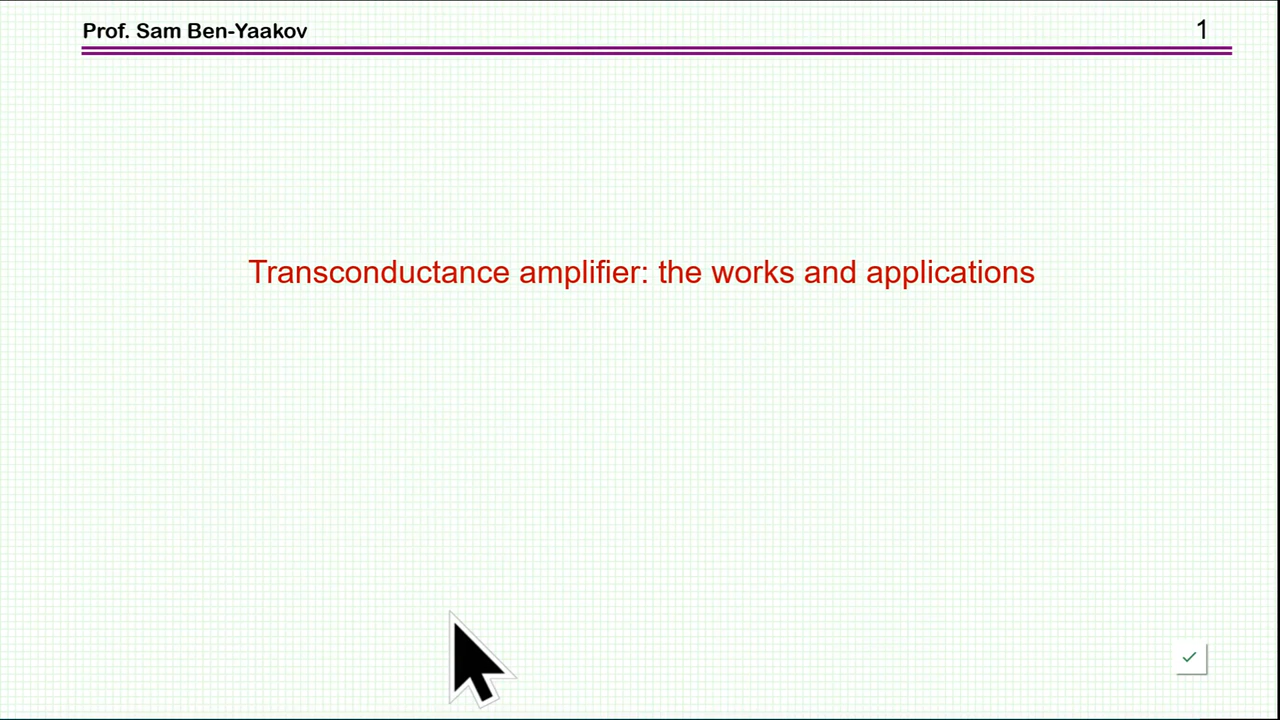 Prof. Sam Ben-Yaakov 1
Transconductance amplifier: the works and applications